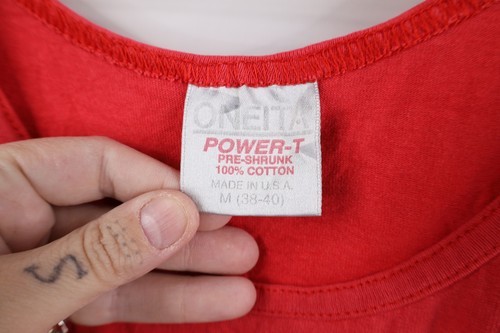 ONEITA
POWER-T
PRE-SHRUNK
100% COTTON
MADE IN U.S.A.
M (38-40)
S